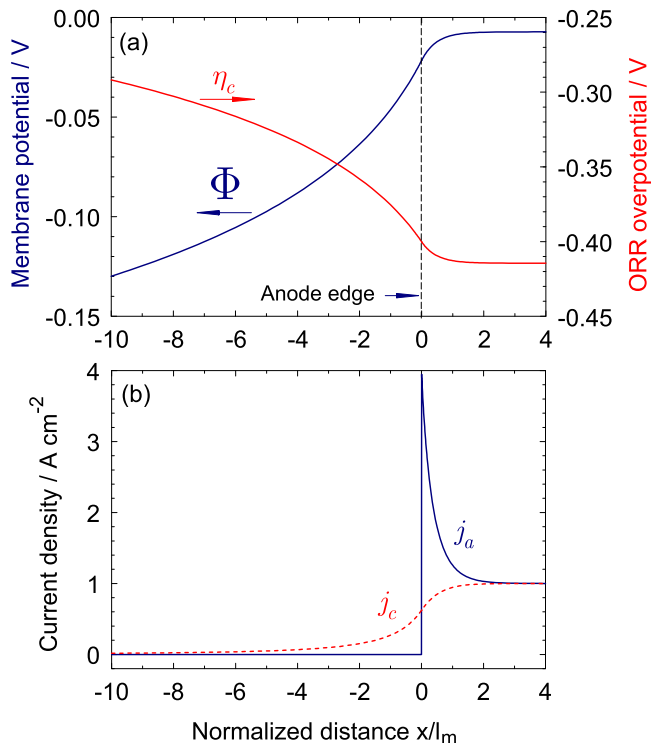 (a)
Membrane potential / V
0.00
-0.05
-0.10
-0.15
ORR overpotential / V
-0.25
-0.30
-0.35
-0.40
-0.45
η_c
Φ
Anode edge
-10 -8 -6 -4 -2 0 2 4
(b)
Current density / A cm⁻²
4
3
2
1
0
j_a
j_c
-10 -8 -6 -4 -2 0 2 4
Normalized distance x/l_m